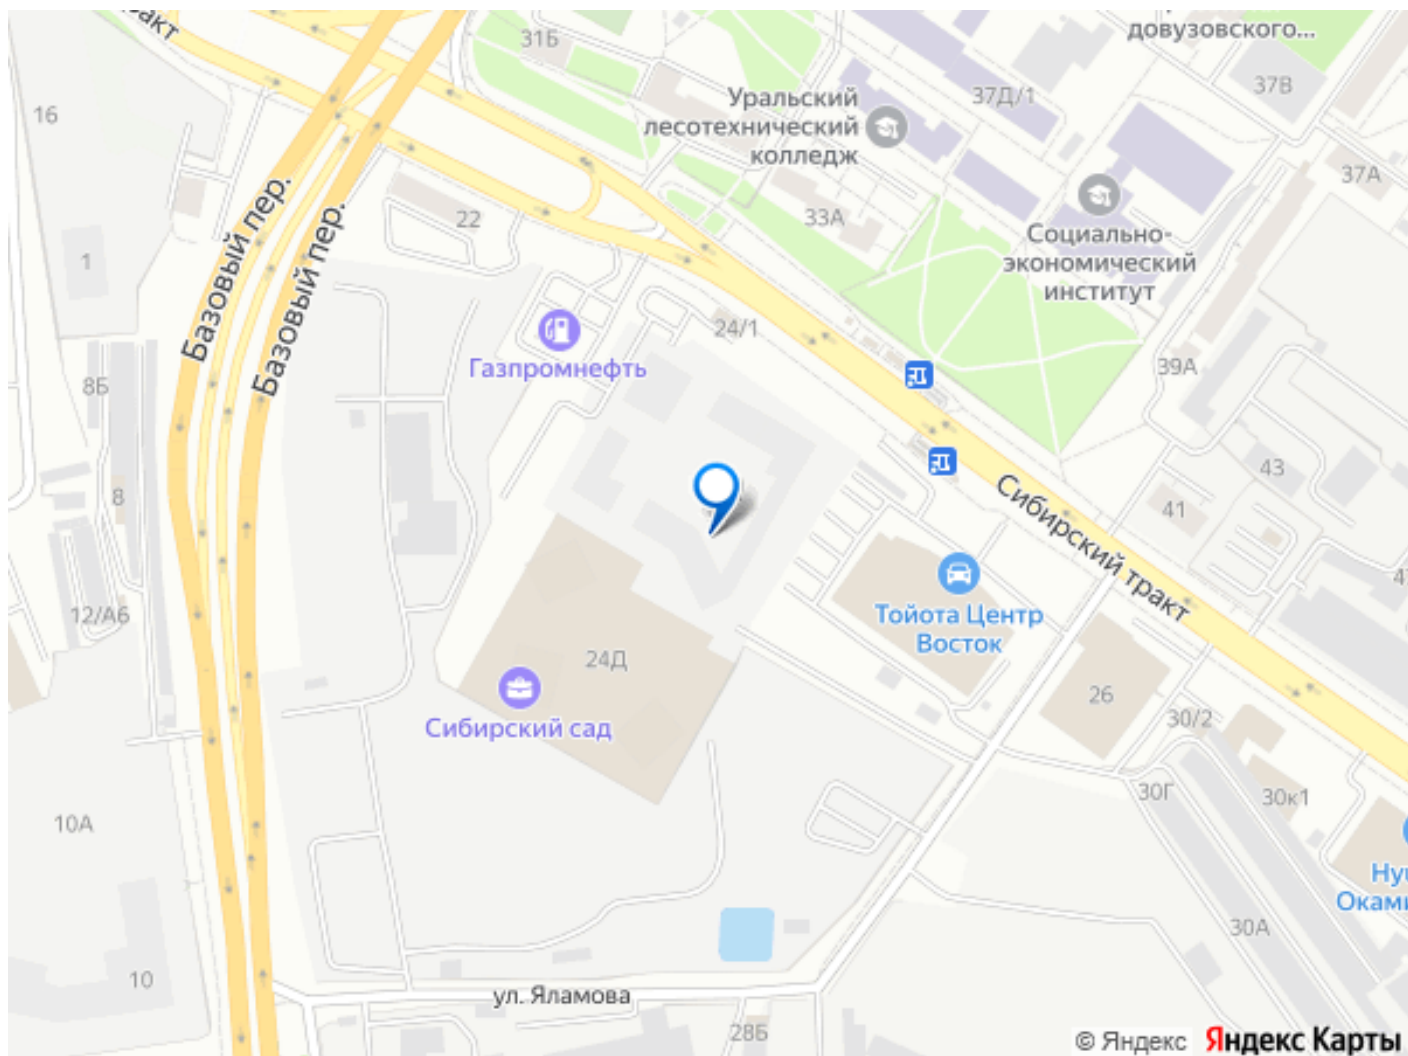 довузовского...
31Б
37В
16
Уральский
лесотехнический
колледж
37Д/1
37А
33А
22
Базовый пер.
Базовый пер.
Социально-
экономический
институт
1
24/1
Газпромнефть
39А
8Б
43
8
41
Сибирский тракт
Тойота Центр
Восток
12/А6
24Д
26
Сибирский сад
30/2
30Г
30к1
10А
30А
10
ул. Яламова
28Б
© Яндекс
Яндекс Карты